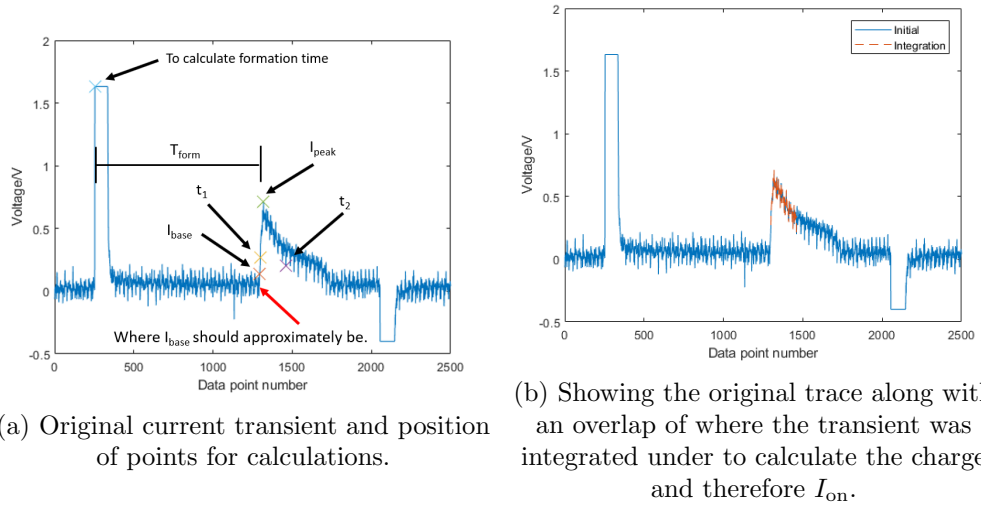 2
To calculate formation time
1.5
T_form
I_peak
1
t_1
t_2
I_base
0.5
0
Where I_base should approximately be.
-0.5
0 500 1000 1500 2000 2500
Voltage/V
Data point number
(a) Original current transient and position
of points for calculations.
2
Initial
Integration
1.5
1
0.5
0
-0.5
0 500 1000 1500 2000 2500
Voltage/V
Data point number
(b) Showing the original trace along with
an overlap of where the transient was
integrated under to calculate the charge
and therefore I_on.